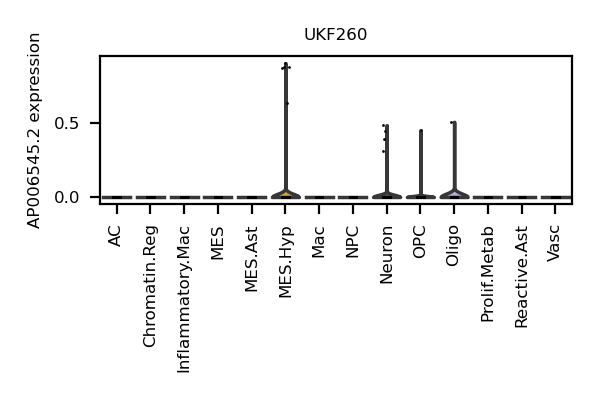 UKF260
AP006545.2 expression
0.5
0.0
AC
Chromatin.Reg
Inflammatory.Mac
MES
MES.Ast
MES.Hyp
Mac
NPC
Neuron
OPC
Oligo
Prolif.Metab
Reactive.Ast
Vasc